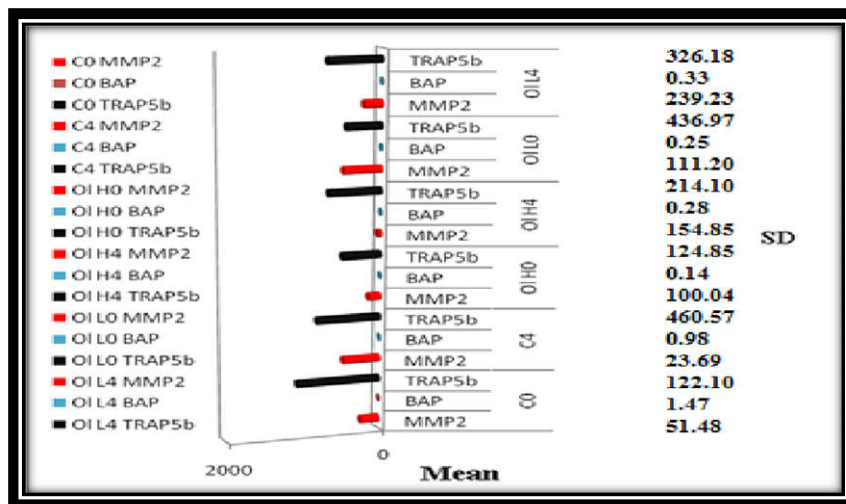 C0 MMP2
C0 BAP
C0 TRAP5b
C4 MMP2
C4 BAP
C4 TRAP5b
OI H0 MMP2
OI H0 BAP
OI H0 TRAP5b
OI H4 MMP2
OI H4 BAP
OI H4 TRAP5b
OI L0 MMP2
OI L0 BAP
OI L0 TRAP5b
OI L4 MMP2
OI L4 BAP
OI L4 TRAP5b
TRAP5b
BAP
MMP2
OI L4
TRAP5b
BAP
MMP2
OI L0
TRAP5b
BAP
MMP2
OI H4
TRAP5b
BAP
MMP2
OI H0
TRAP5b
BAP
MMP2
C4
TRAP5b
BAP
MMP2
C0
326.18
0.33
239.23
436.97
0.25
111.20
214.10
0.28
154.85
124.85
0.14
100.04
460.57
0.98
23.69
122.10
1.47
51.48
SD
2000
0
Mean